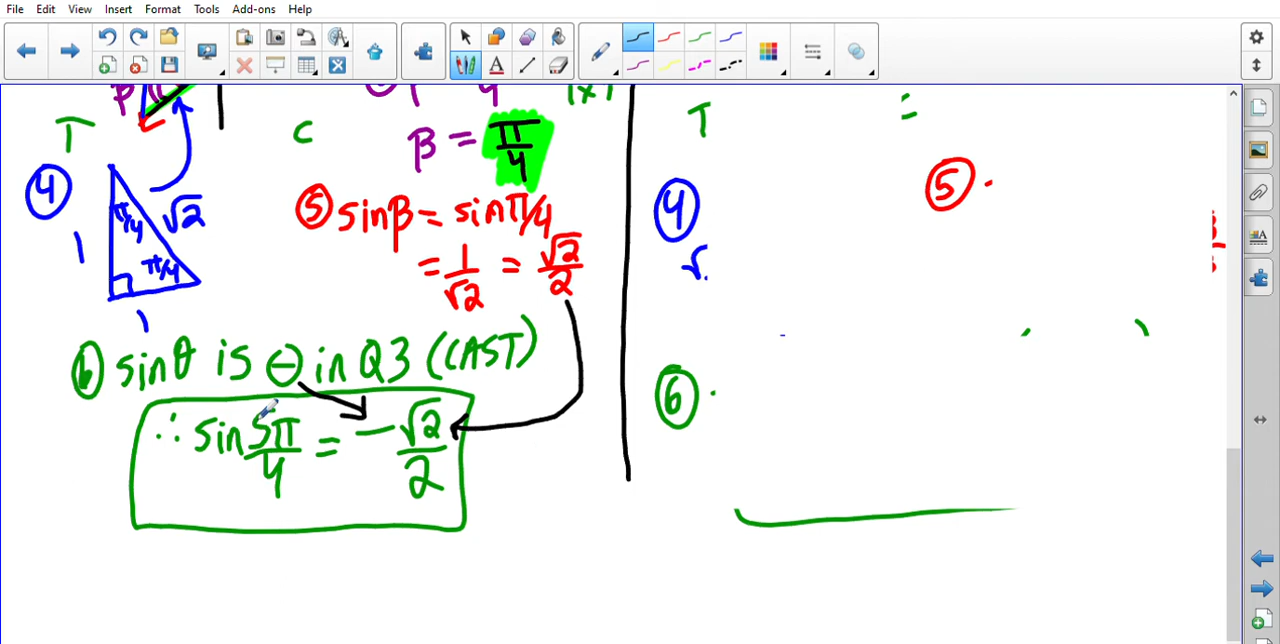 File Edit View Insert Format Tools Add-ons Help
T C
β = π/4
④ π/4 √2
1 π/4
1
⑤ sinβ = sin π/4
= 1/√2 = √2/2
⑥ sinθ is ⊖ in Q3 (CAST)
∴ sin 5π/4 = -√2/2
T =
⑤
④
√
⑥